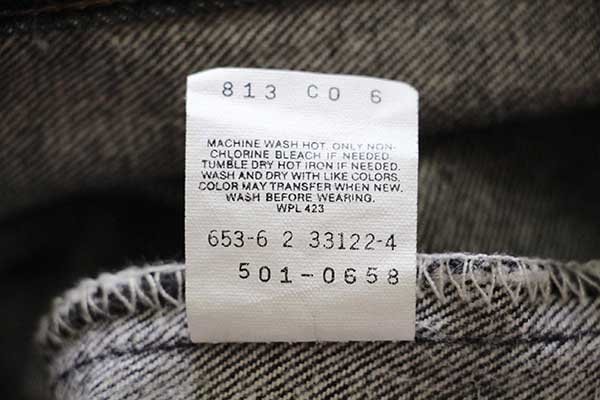 813 CO 6
MACHINE WASH HOT. ONLY NON-
CHLORINE BLEACH IF NEEDED.
TUMBLE DRY HOT IRON IF NEEDED.
WASH AND DRY WITH LIKE COLORS.
COLOR MAY TRANSFER WHEN NEW.
WASH BEFORE WEARING.
WPL 423
653-6 2 33122-4
501-0658